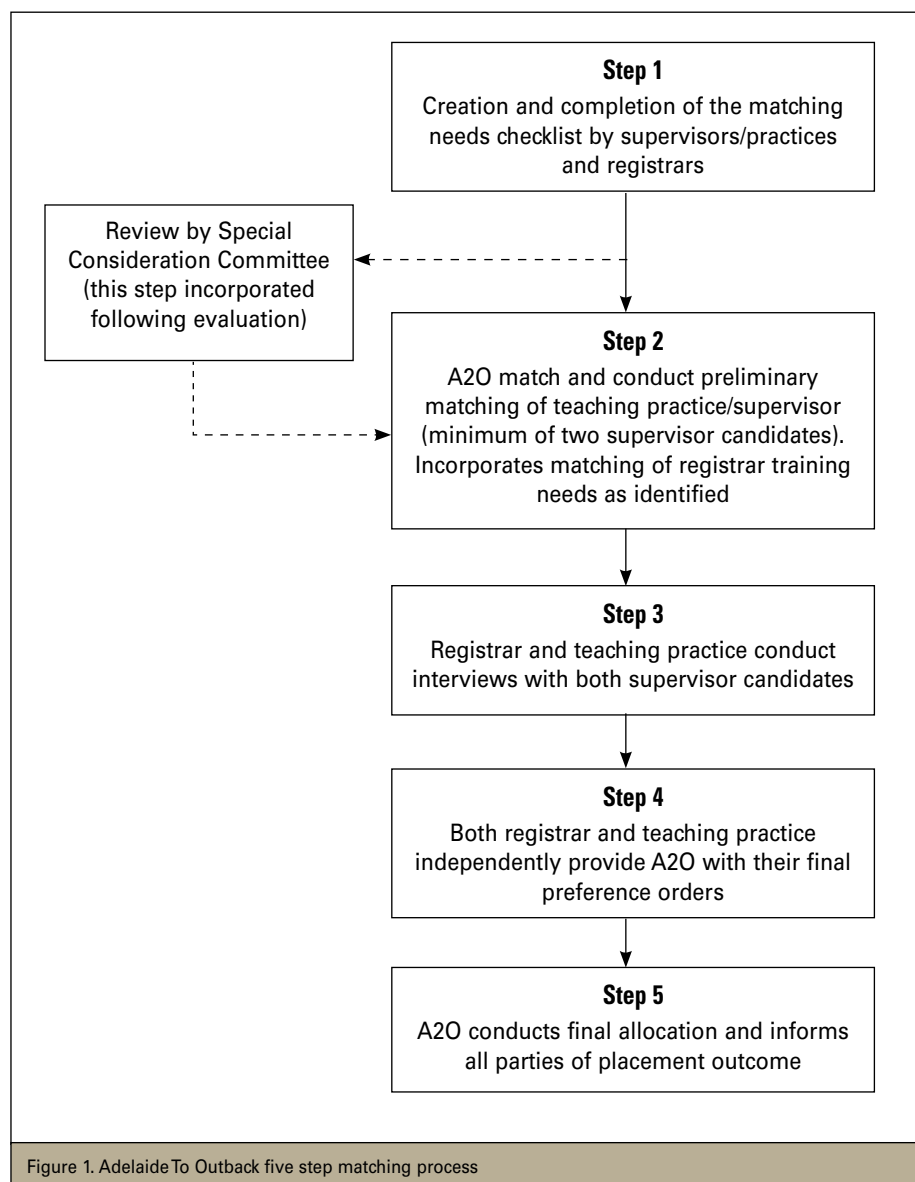 Step 1
Creation and completion of the matching
needs checklist by supervisors/practices
and registrars
Review by Special
Consideration Committee
(this step incorporated
following evaluation)
Step 2
A2O match and conduct preliminary
matching of teaching practice/supervisor
(minimum of two supervisor candidates).
Incorporates matching of registrar training
needs as identified
Step 3
Registrar and teaching practice conduct
interviews with both supervisor candidates
Step 4
Both registrar and teaching practice
independently provide A2O with their final
preference orders
Step 5
A2O conducts final allocation and informs
all parties of placement outcome
Figure 1. Adelaide To Outback five step matching process